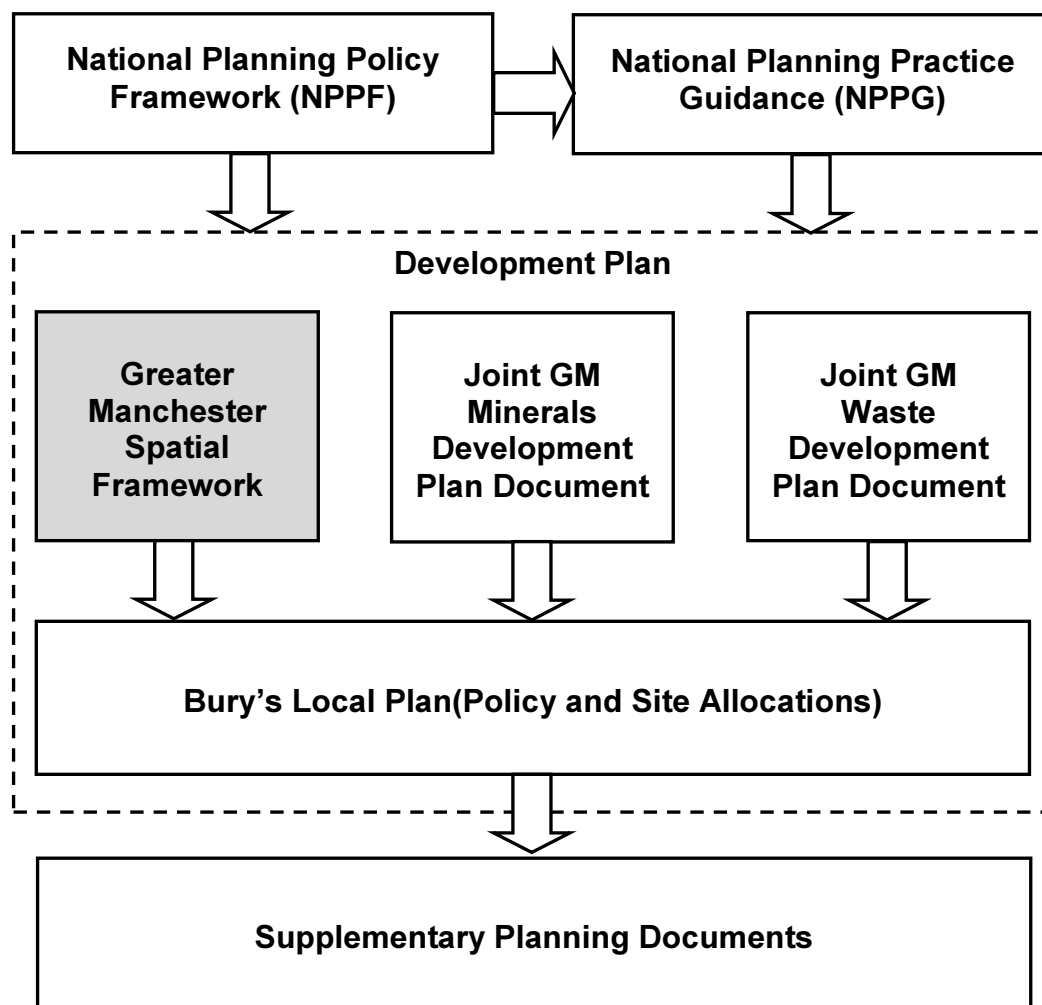 National Planning Policy
Framework (NPPF)
National Planning Practice
Guidance (NPPG)
Development Plan
Greater
Manchester
Spatial
Framework
Joint GM
Minerals
Development
Plan Document
Joint GM
Waste
Development
Plan Document
Bury’s Local Plan(Policy and Site Allocations)
Supplementary Planning Documents